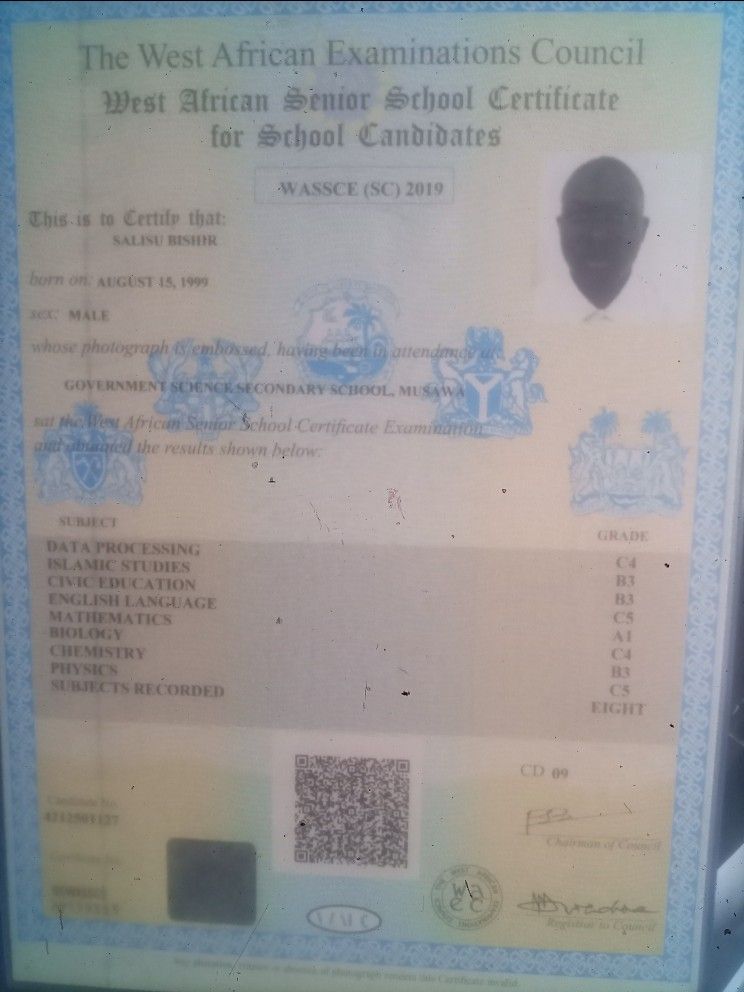 The West African Examinations Council
West African Senior School Certificate
for School Candidates
WASSCE (SC) 2019
This is to Certify that:
SALISU BISHIR
born on: AUGUST 15, 1999
sex: MALE
whose photograph is embossed, having been in attendance at:
GOVERNMENT SCIENCE SECONDARY SCHOOL, MUSAWA
sat the West African Senior School Certificate Examination
and obtained the results shown below:
SUBJECT GRADE
DATA PROCESSING C4
ISLAMIC STUDIES B3
CIVIC EDUCATION B3
ENGLISH LANGUAGE C5
MATHEMATICS A1
BIOLOGY C4
CHEMISTRY B3
PHYSICS C5
SUBJECTS RECORDED EIGHT
CD 09
Candidate No.
Chairman of Council
Certificate No.
Registrar to Council